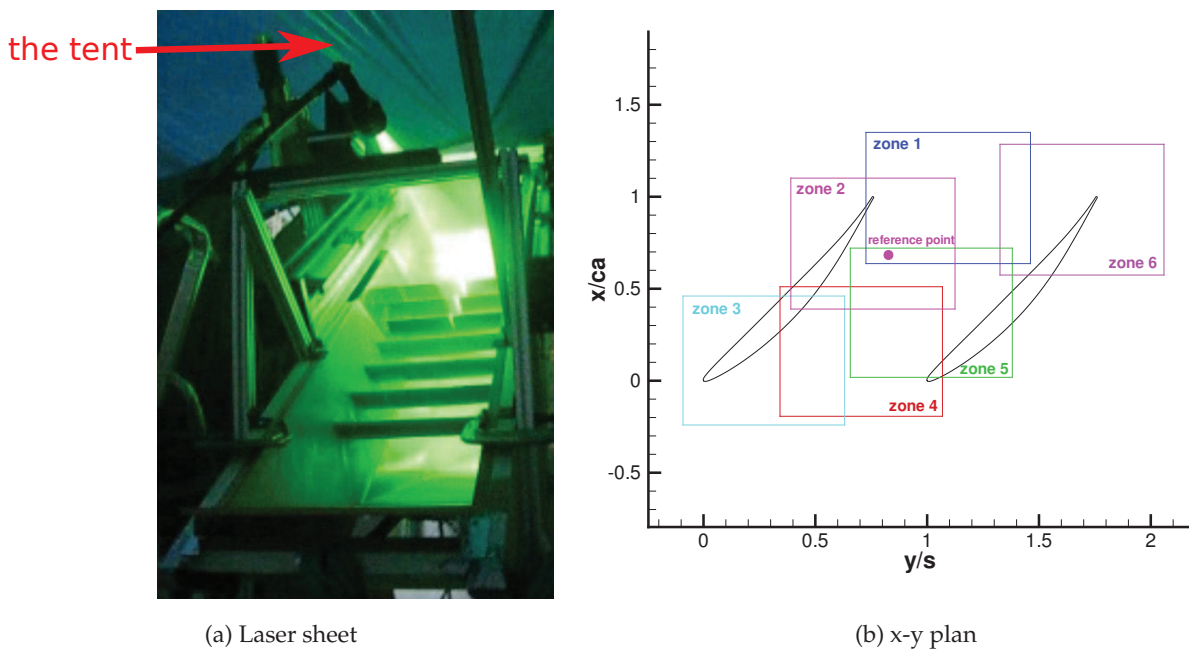 the tent
1.5
1
0.5
0
-0.5
x/ca
zone 1
zone 2
reference point
zone 6
zone 3
zone 5
zone 4
0
0.5
1
1.5
2
y/s
(a) Laser sheet
(b) x-y plan